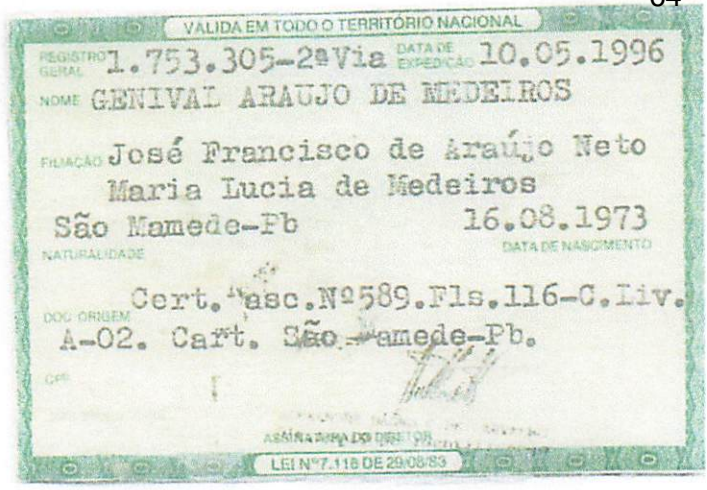 64
VALIDA EM TODO O TERRITÓRIO NACIONAL
REGISTRO GERAL 1.753.305-2ªVia DATA DE EXPEDIÇÃO 10.05.1996
NOME GENIVAL ARAUJO DE MEDEIROS
FILIAÇÃO José Francisco de Araújo Neto
Maria Lucia de Medeiros
São Mamede-Pb 16.08.1973
NATURALIDADE DATA DE NASCIMENTO
Cert. Nasc.Nº589.Fls.116-C.Liv.
DOC ORIGEM
A-02. Cart. São Mamede-Pb.
CPF
ASSINATURA DO DIRETOR
LEI Nº7.116 DE 29/08/83